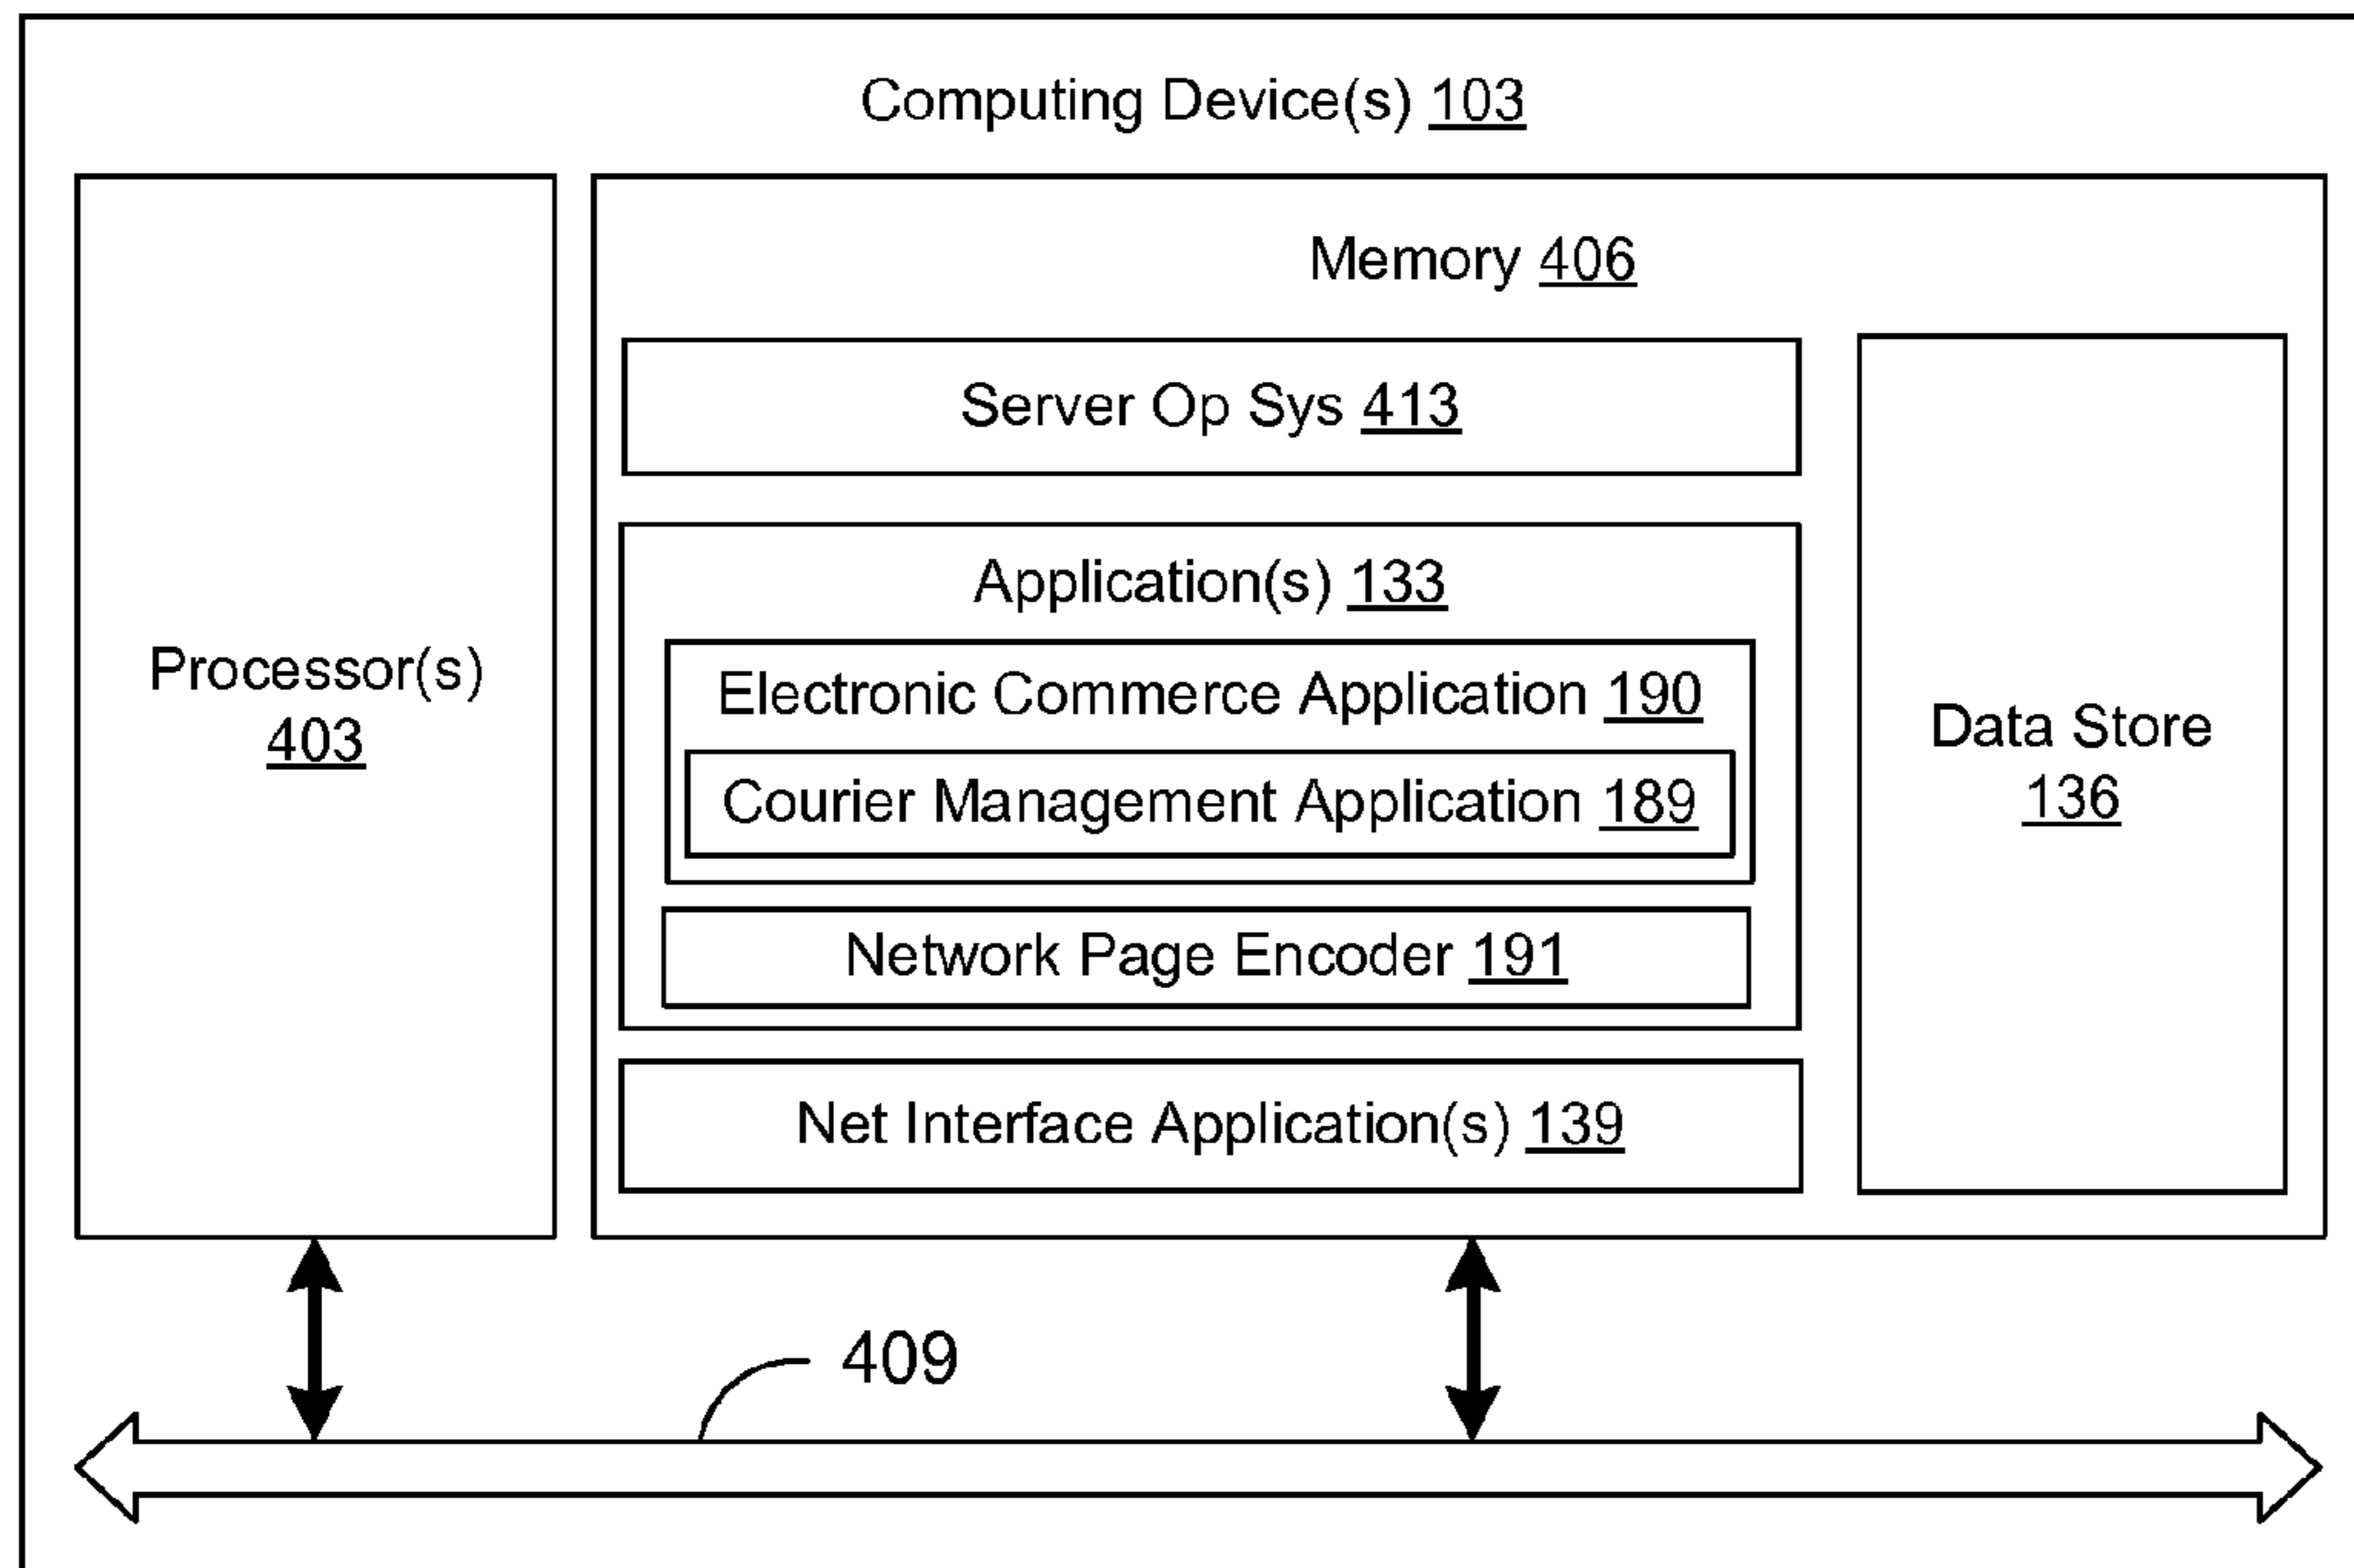 Computing Device(s) 103
Memory 406
Server Op Sys 413
Application(s) 133
Electronic Commerce Application 190
Courier Management Application 189
Network Page Encoder 191
Net Interface Application(s) 139
Processor(s)
403
Data Store
136
409